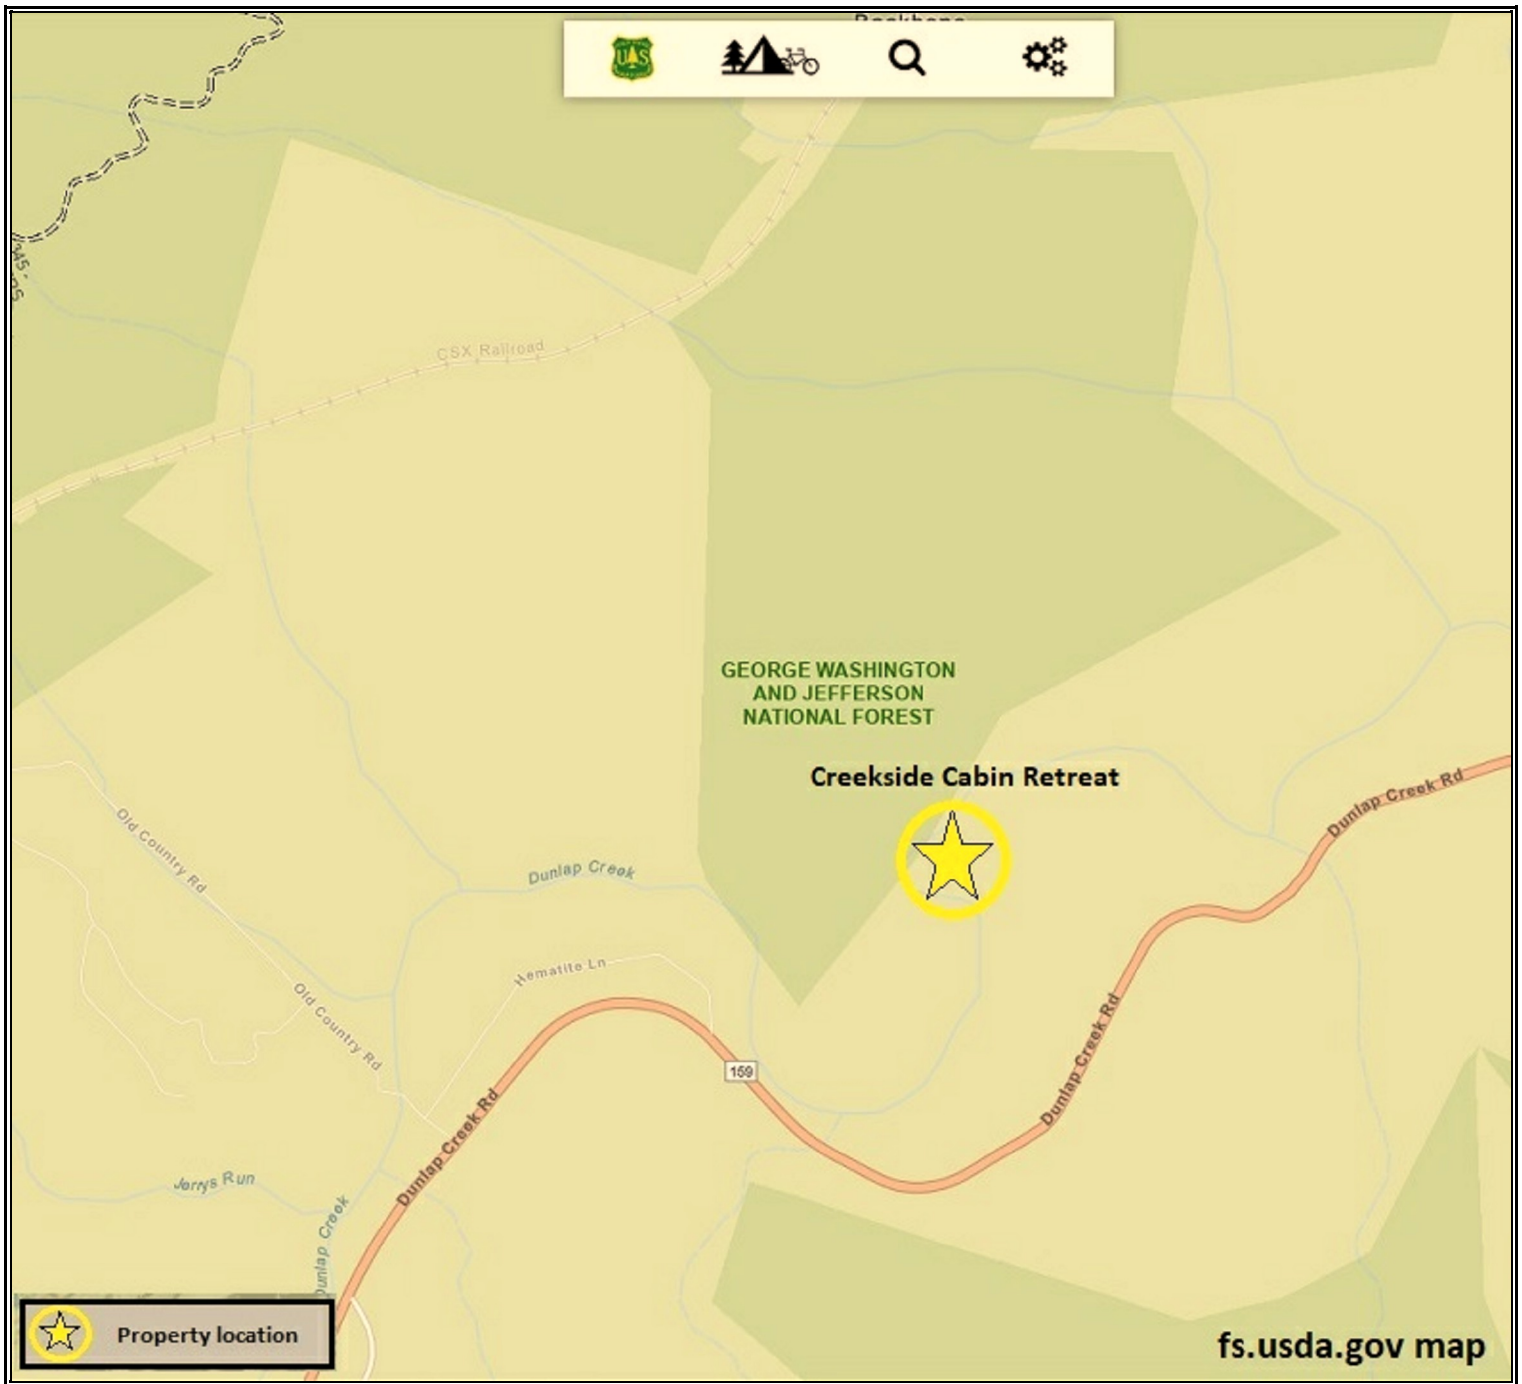 US
CSX Railroad
GEORGE WASHINGTON
AND JEFFERSON
NATIONAL FOREST
Creekside Cabin Retreat
Dunlap Creek Rd
Old Country Rd
Dunlap Creek
Hematite Ln
Old Country Rd
Dunlap Creek Rd
159
Dunlap Creek Rd
Jerrys Run
Dunlap Creek
Property location
fs.usda.gov map